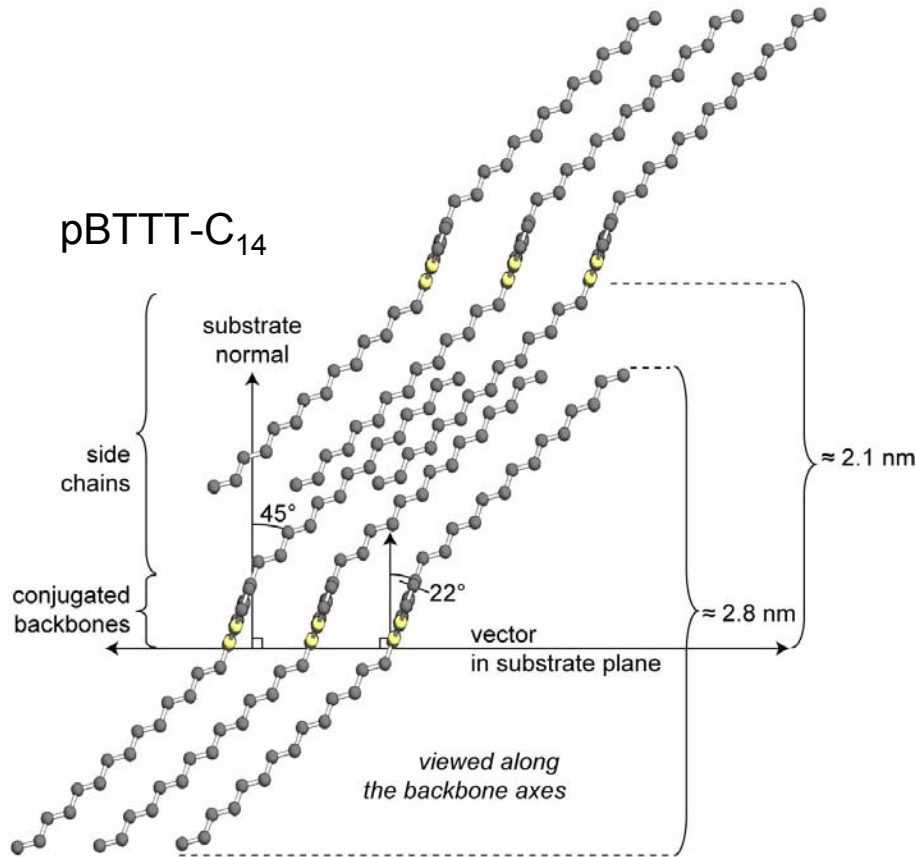 pBTTT-C₁₄
substrate
normal
side
chains
45°
≈ 2.1 nm
conjugated
backbones
22°
≈ 2.8 nm
vector
in substrate plane
viewed along
the backbone axes